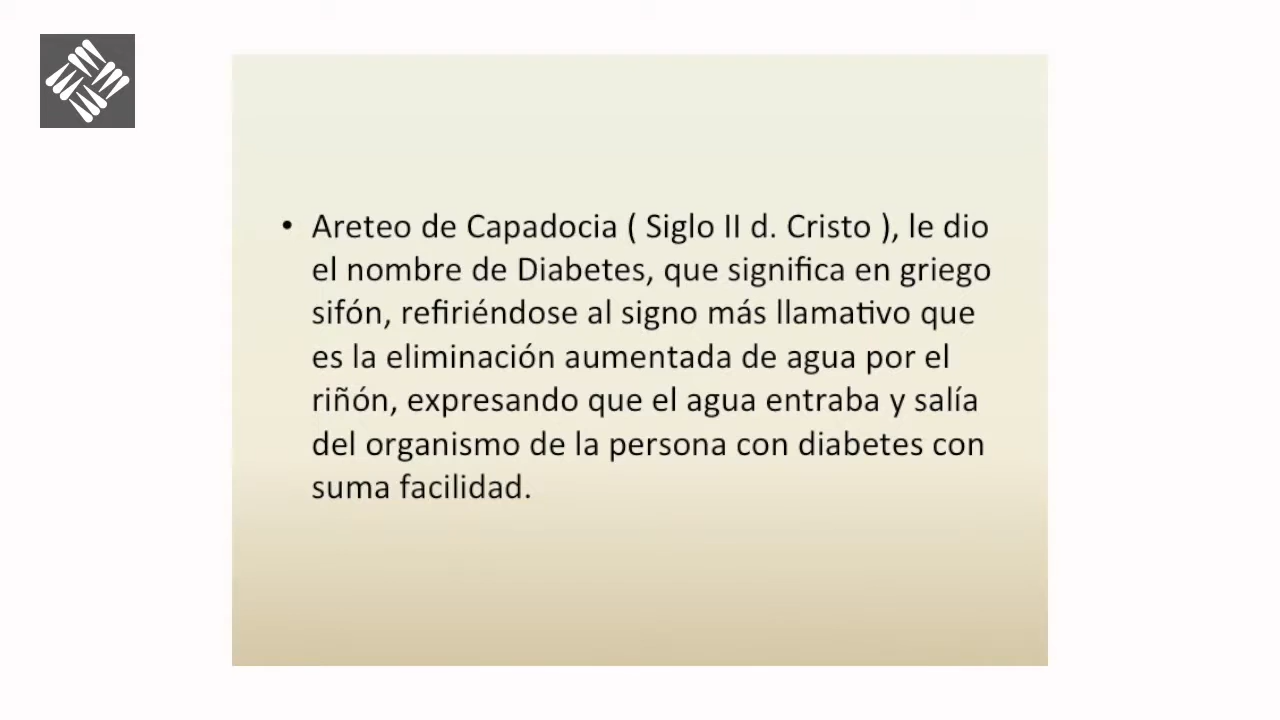 • Areteo de Capadocia ( Siglo II d. Cristo ), le dio
el nombre de Diabetes, que significa en griego
sifón, refiriéndose al signo más llamativo que
es la eliminación aumentada de agua por el
riñón, expresando que el agua entraba y salía
del organismo de la persona con diabetes con
suma facilidad.